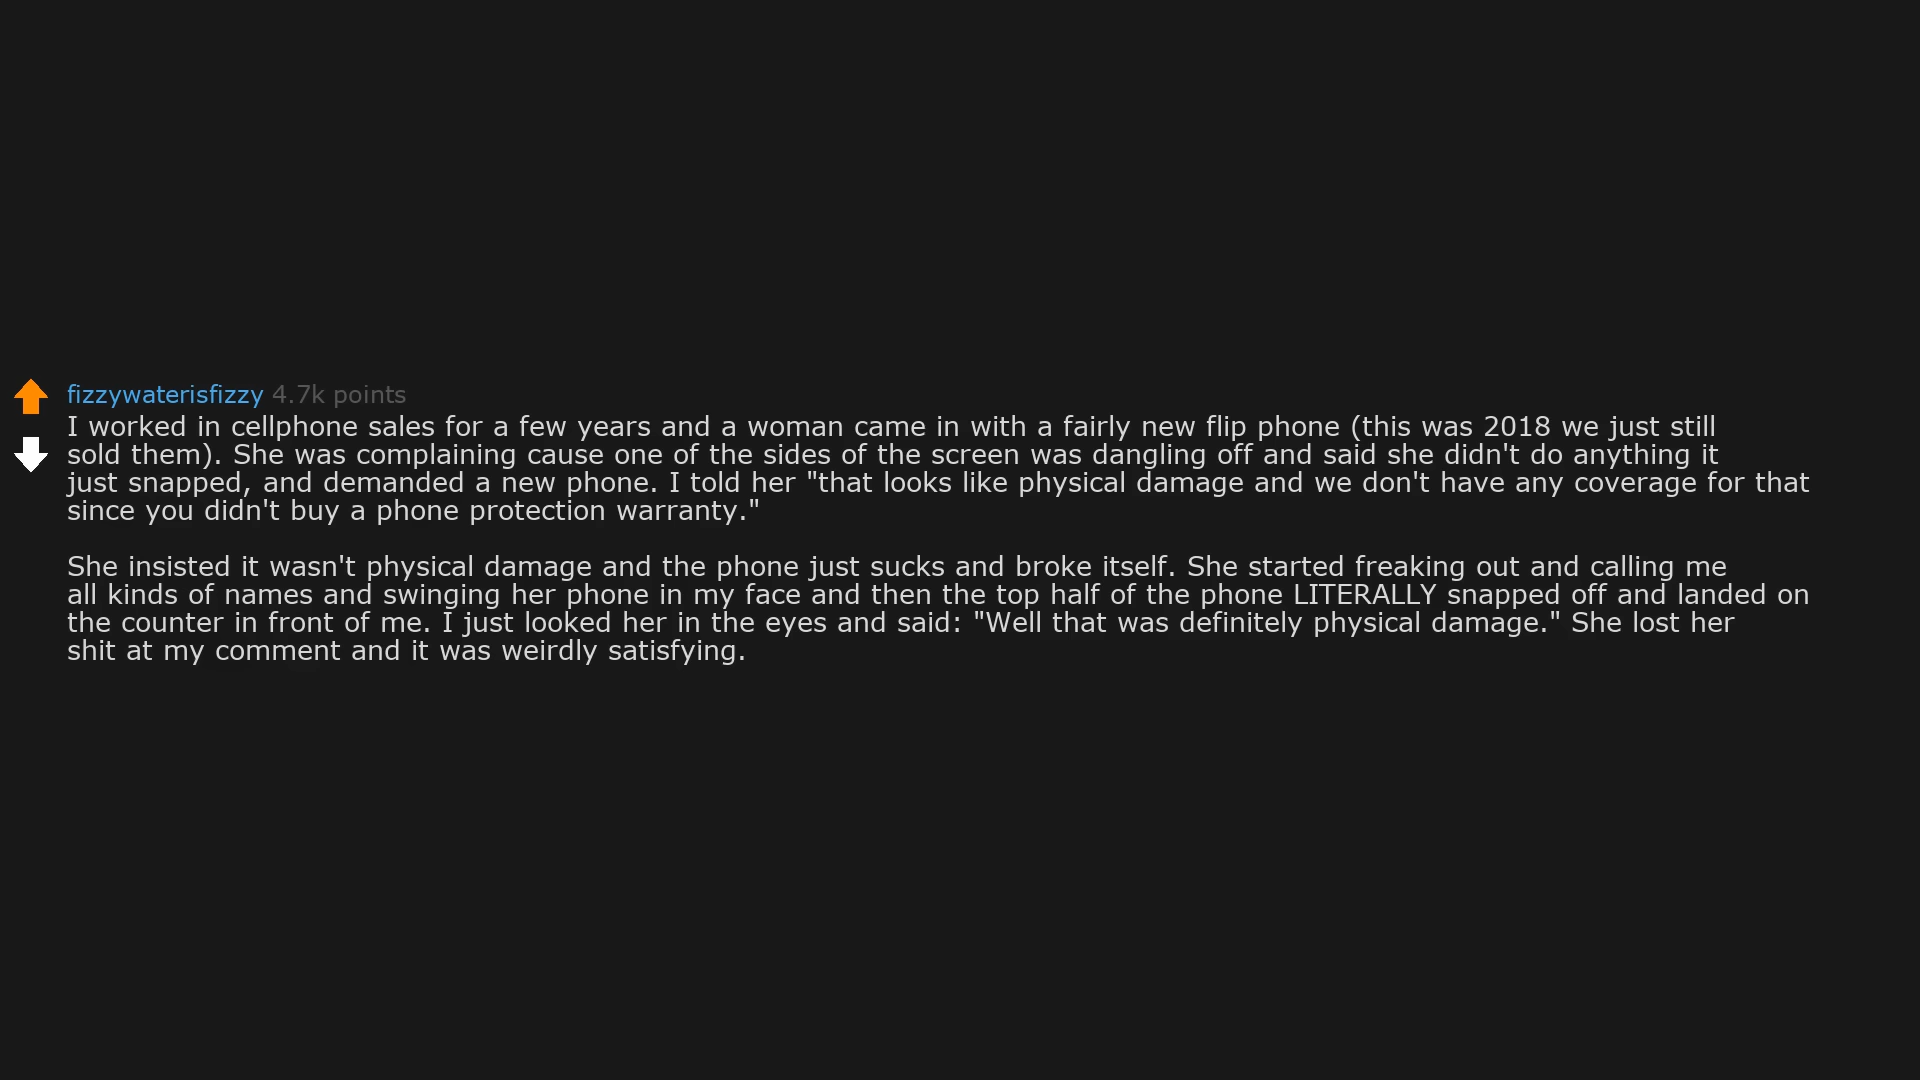 fizzywaterisfizzy 4.7k points
I worked in cellphone sales for a few years and a woman came in with a fairly new flip phone (this was 2018 we just still
sold them). She was complaining cause one of the sides of the screen was dangling off and said she didn't do anything it
just snapped, and demanded a new phone. I told her "that looks like physical damage and we don't have any coverage for that
since you didn't buy a phone protection warranty."
She insisted it wasn't physical damage and the phone just sucks and broke itself. She started freaking out and calling me
all kinds of names and swinging her phone in my face and then the top half of the phone LITERALLY snapped off and landed on
the counter in front of me. I just looked her in the eyes and said: "Well that was definitely physical damage." She lost her
shit at my comment and it was weirdly satisfying.